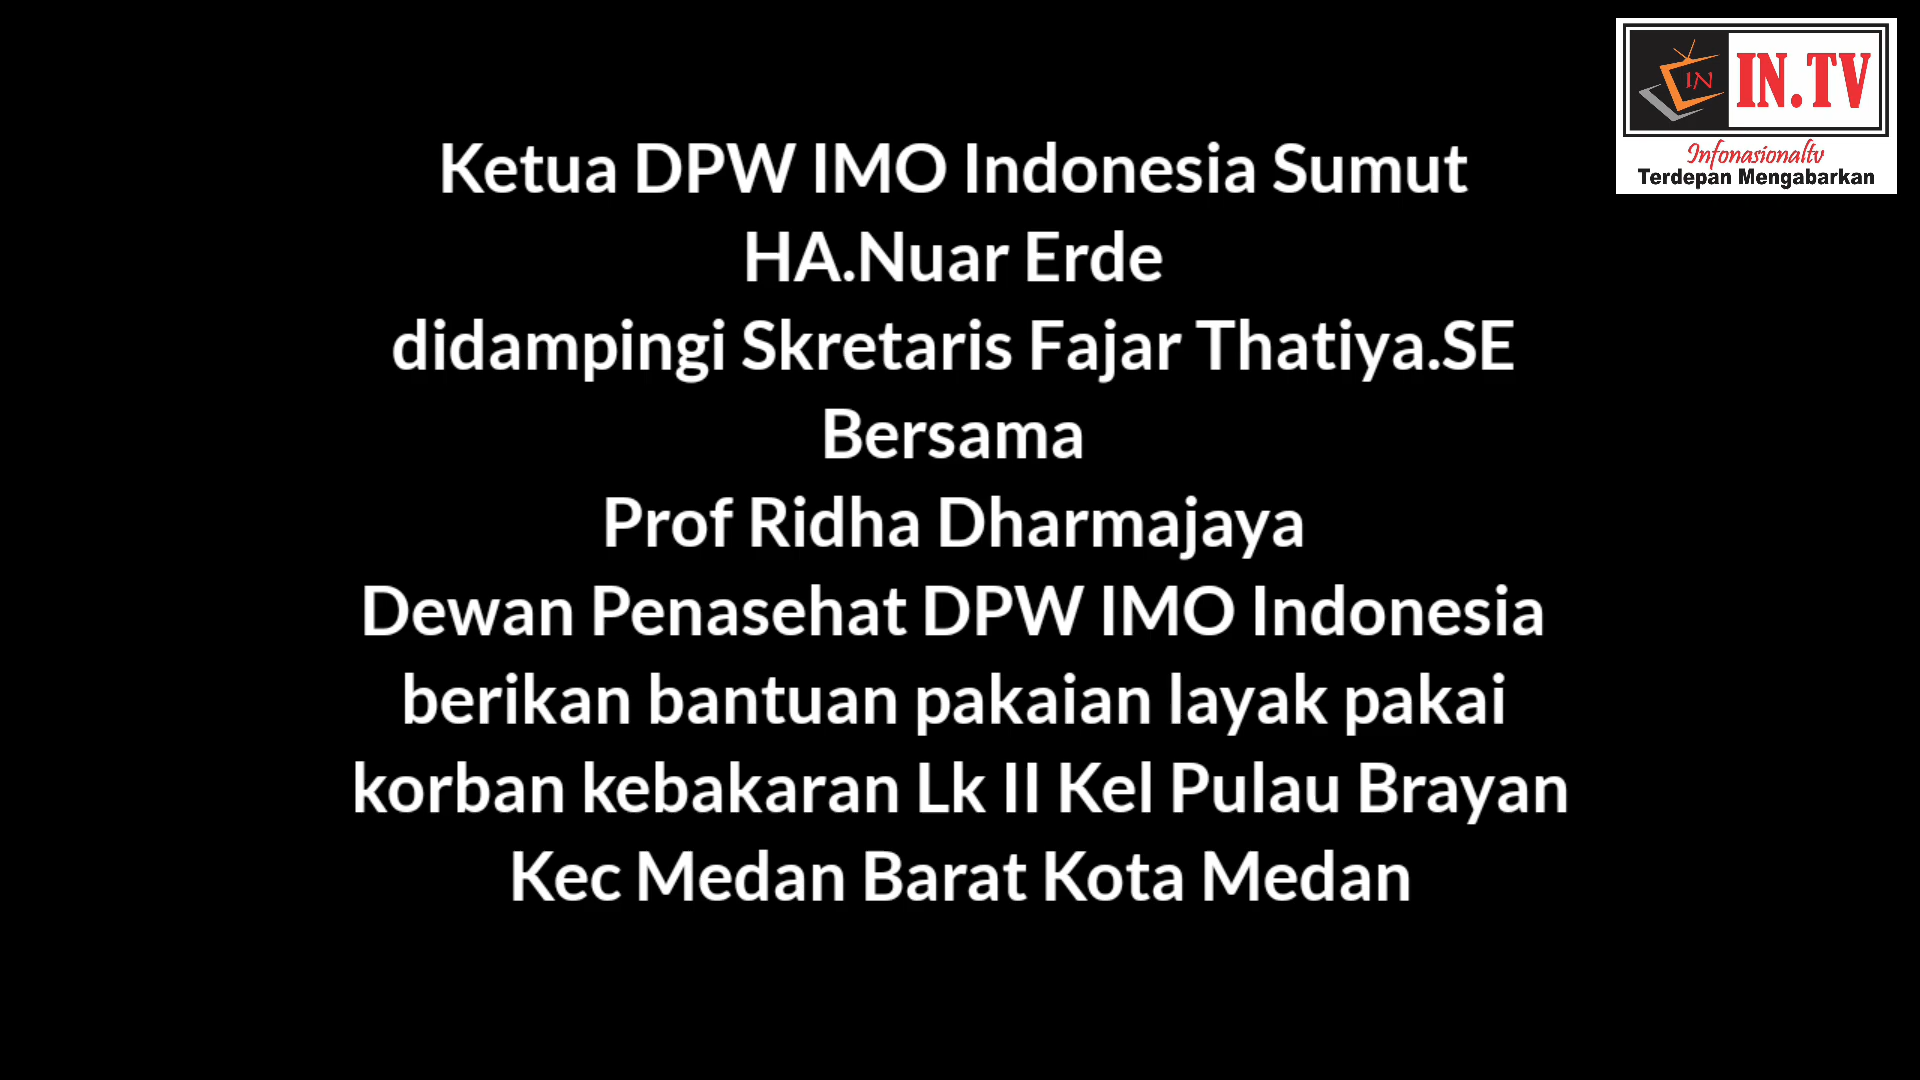 IN IN.TV
Infonasionaltv
Terdepan Mengabarkan
Ketua DPW IMO Indonesia Sumut
HA.Nuar Erde
didampingi Skretaris Fajar Thatiya.SE
Bersama
Prof Ridha Dharmajaya
Dewan Penasehat DPW IMO Indonesia
berikan bantuan pakaian layak pakai
korban kebakaran Lk II Kel Pulau Brayan
Kec Medan Barat Kota Medan